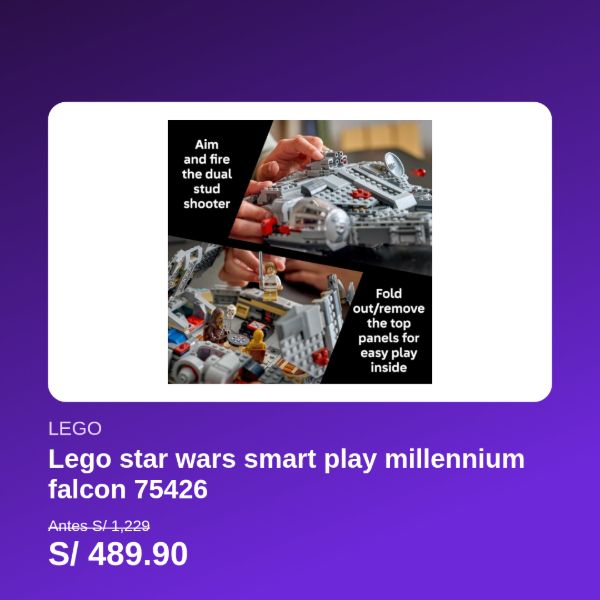 Aim
and fire
the dual
stud
shooter
Fold
out/remove
the top
panels for
easy play
inside
LEGO
Lego star wars smart play millennium
falcon 75426
Antes S/ 1,229
S/ 489.90